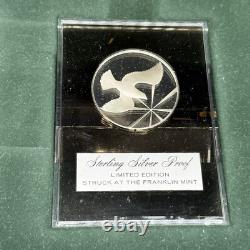 Sterling Silver Proof
LIMITED EDITION
STRUCK AT THE FRANKLIN MINT